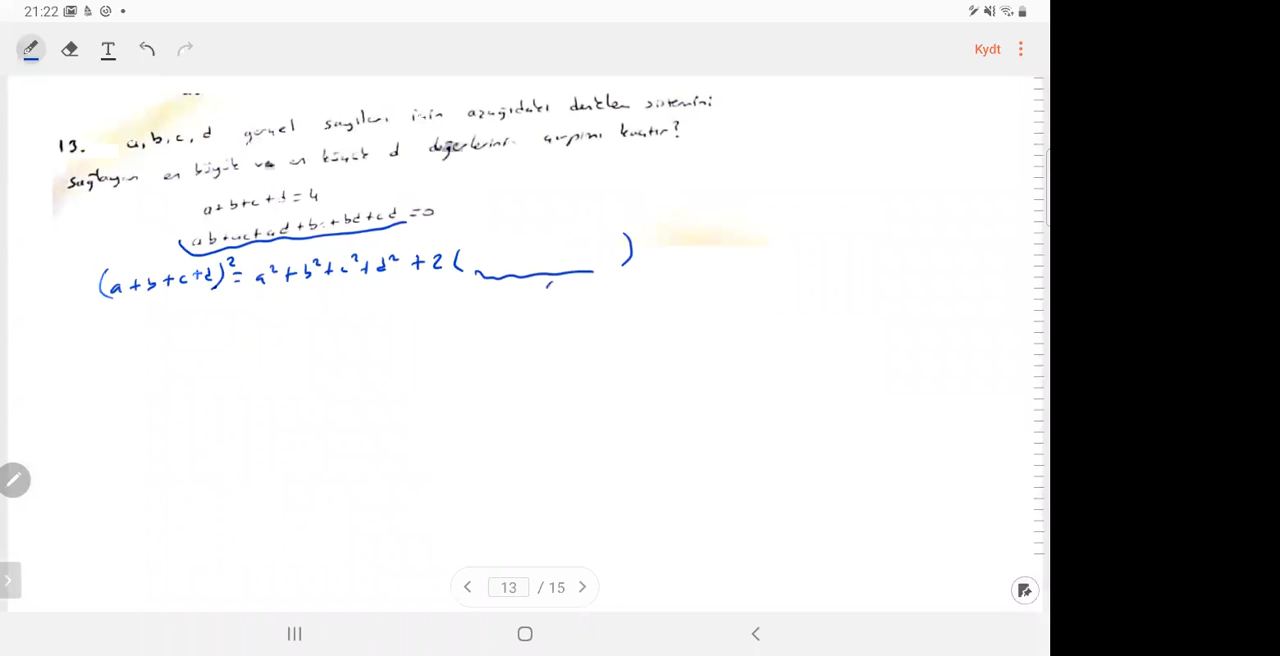 21:22
Kydt
13. a, b, c, d gerçel sayıları için aşağıdaki denklem sistemini
sağlayan en büyük ve en küçük d değerlerinin çarpımı kaçtır?
a+b+c+d=4
ab+ac+ad+bc+bd+cd=0
(a+b+c+d)²=a²+b²+c²+d²+2( )
13 / 15